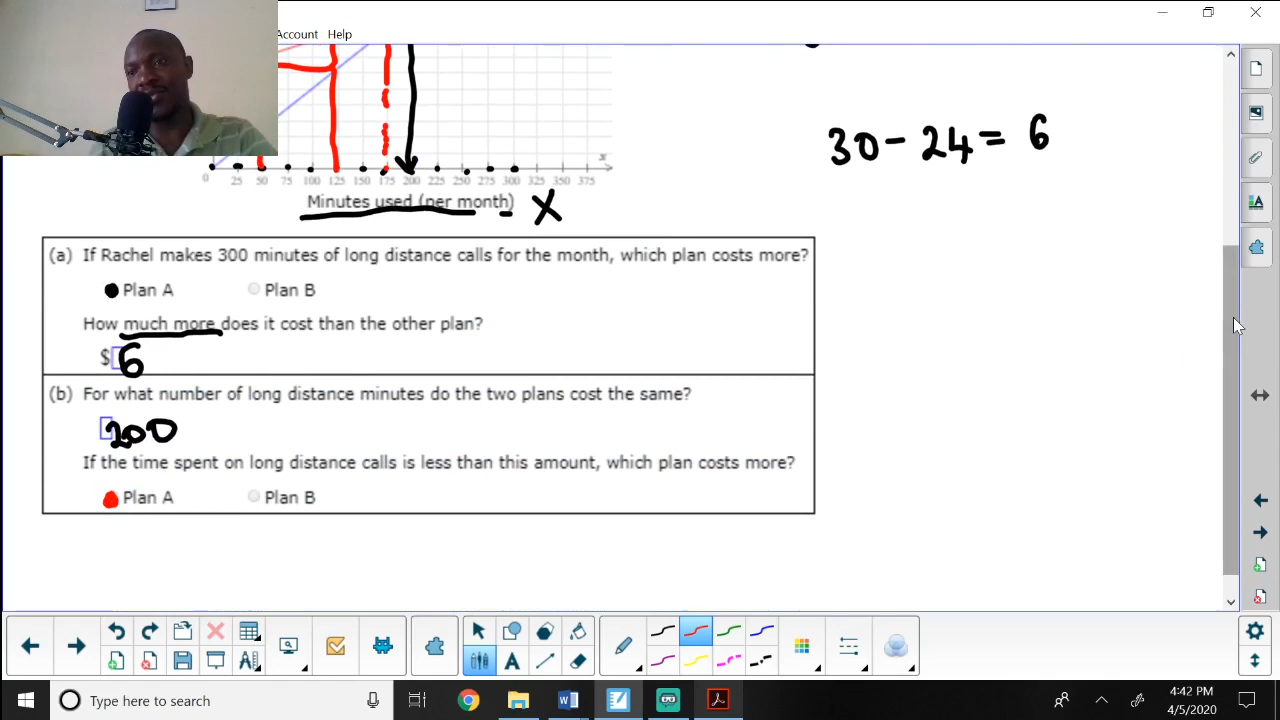 Account Help
30 - 24 = 6
x
0 25 50 75 100 125 150 175 200 225 250 275 300 325 350 375
Minutes used (per month) X
(a) If Rachel makes 300 minutes of long distance calls for the month, which plan costs more?
Plan A Plan B
How much more does it cost than the other plan?
$ 6
(b) For what number of long distance minutes do the two plans cost the same?
200
If the time spent on long distance calls is less than this amount, which plan costs more?
Plan A Plan B
Type here to search
4:42 PM
4/5/2020